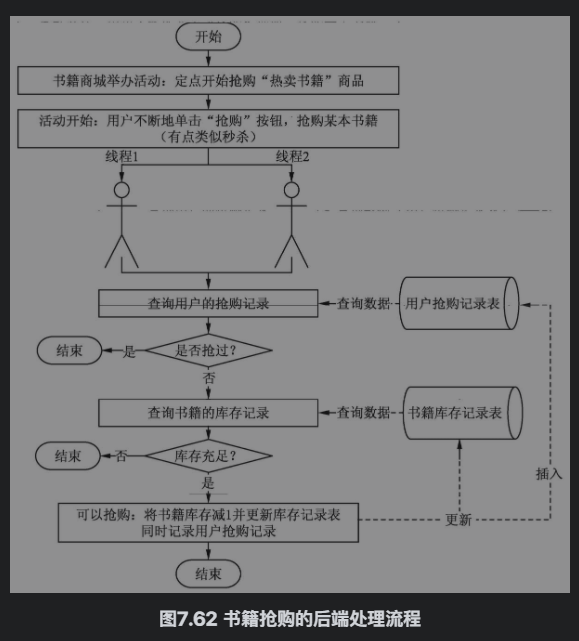 开始
书籍商城举办活动：定点开始抢购“热卖书籍”商品
活动开始：用户不断地单击“抢购”按钮，抢购某本书籍
（有点类似秒杀）
线程1
线程2
查询用户的抢购记录
查询数据
用户抢购记录表
结束
是
是否抢过？
否
查询书籍的库存记录
查询数据
书籍库存记录表
结束
否
库存充足？
是
插入
可以抢购：将书籍库存减1并更新库存记录表
同时记录用户抢购记录
更新
结束
图7.62 书籍抢购的后端处理流程